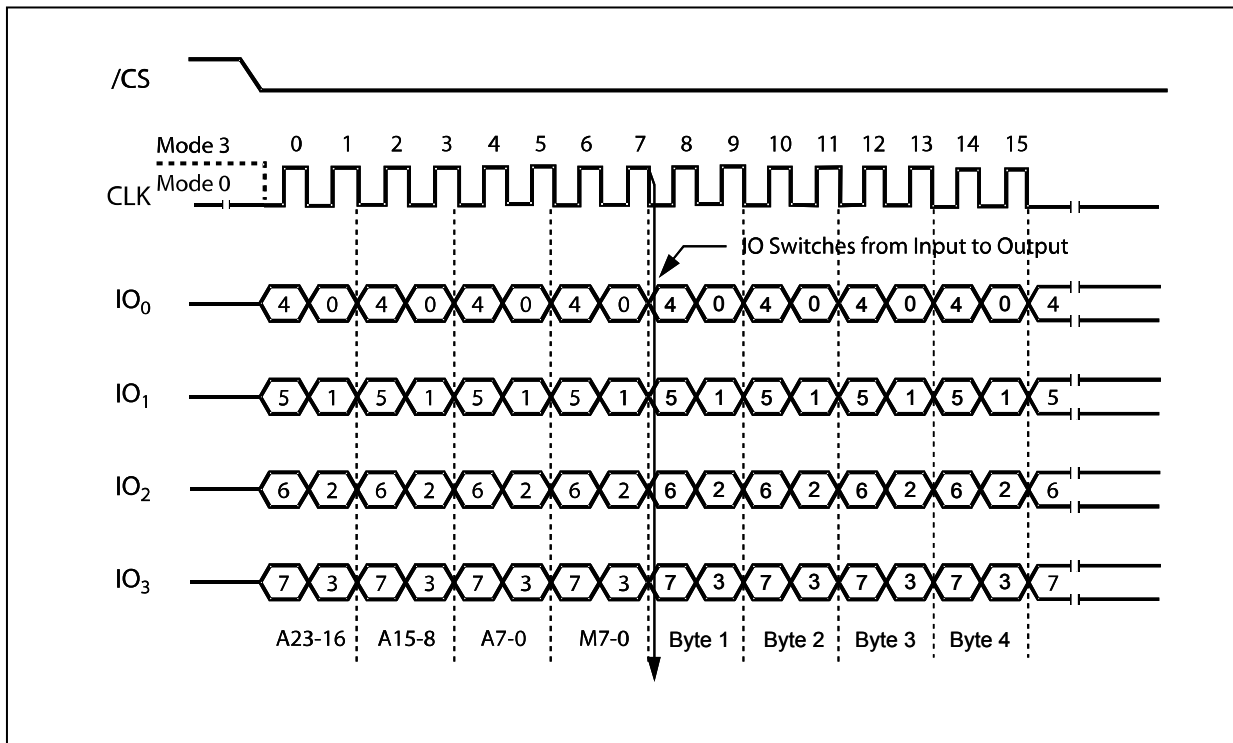 /CS
Mode 3 0 1 2 3 4 5 6 7 8 9 10 11 12 13 14 15
Mode 0
CLK
IO Switches from Input to Output
IO0 4 0 4 0 4 0 4 0 4 0 4 0 4 0 4 0 4
IO1 5 1 5 1 5 1 5 1 5 1 5 1 5 1 5 1 5
IO2 6 2 6 2 6 2 6 2 6 2 6 2 6 2 6 2 6
IO3 7 3 7 3 7 3 7 3 7 3 7 3 7 3 7 3 7
A23-16 A15-8 A7-0 M7-0 Byte 1 Byte 2 Byte 3 Byte 4